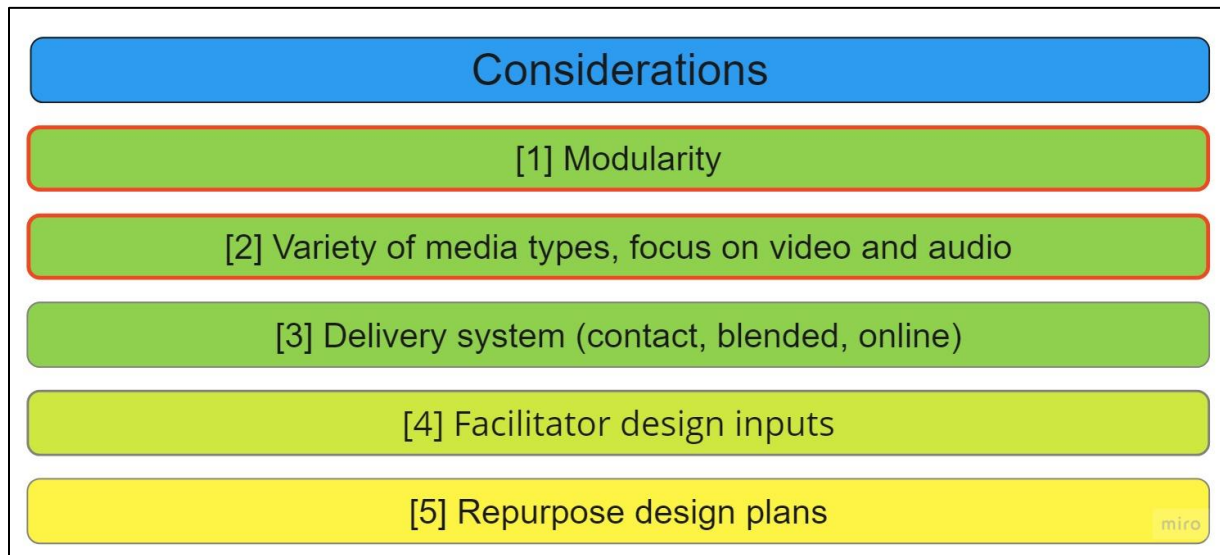 Considerations
[1] Modularity
[2] Variety of media types, focus on video and audio
[3] Delivery system (contact, blended, online)
[4] Facilitator design inputs
[5] Repurpose design plans
miro